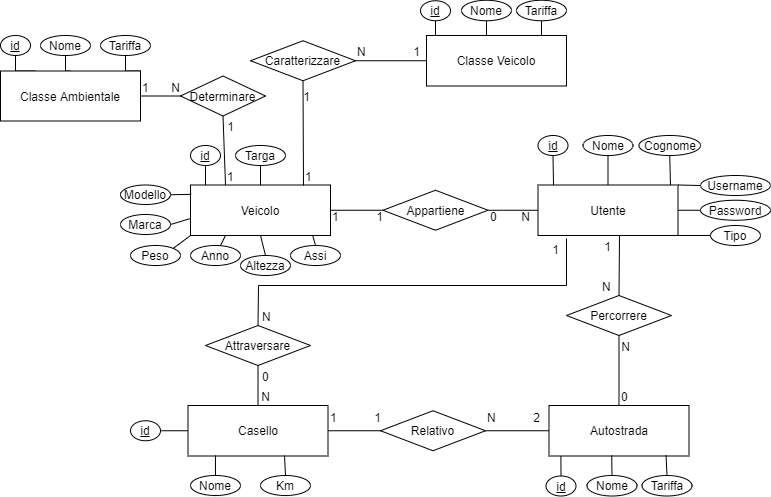 id
Nome
Tariffa
Classe Veicolo
id
Nome
Tariffa
Classe Ambientale
Caratterizzare
N
1
1
N
Determinare
1
1
1
1
id
Targa
Modello
Marca
Peso
Anno
Altezza
Assi
Veicolo
1
1
Appartiene
0
N
id
Nome
Cognome
Username
Password
Tipo
Utente
1
1
N
Percorrere
N
0
N
Attraversare
0
N
id
Casello
Nome
Km
1
1
Relativo
N
2
Autostrada
id
Nome
Tariffa